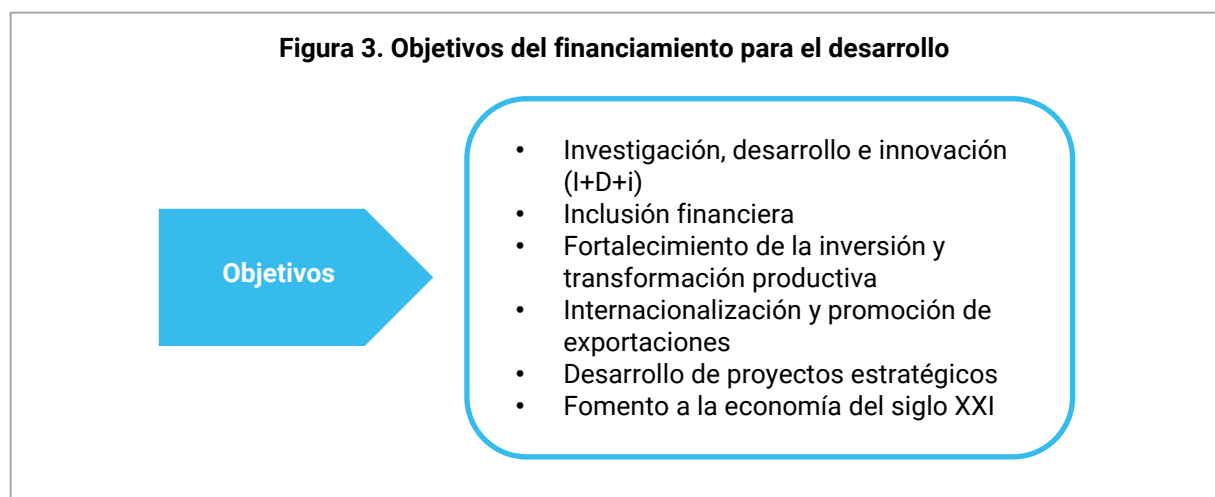 Figura 3. Objetivos del financiamiento para el desarrollo
Objetivos
• Investigación, desarrollo e innovación
(I+D+i)
• Inclusión financiera
• Fortalecimiento de la inversión y
transformación productiva
• Internacionalización y promoción de
exportaciones
• Desarrollo de proyectos estratégicos
• Fomento a la economía del siglo XXI